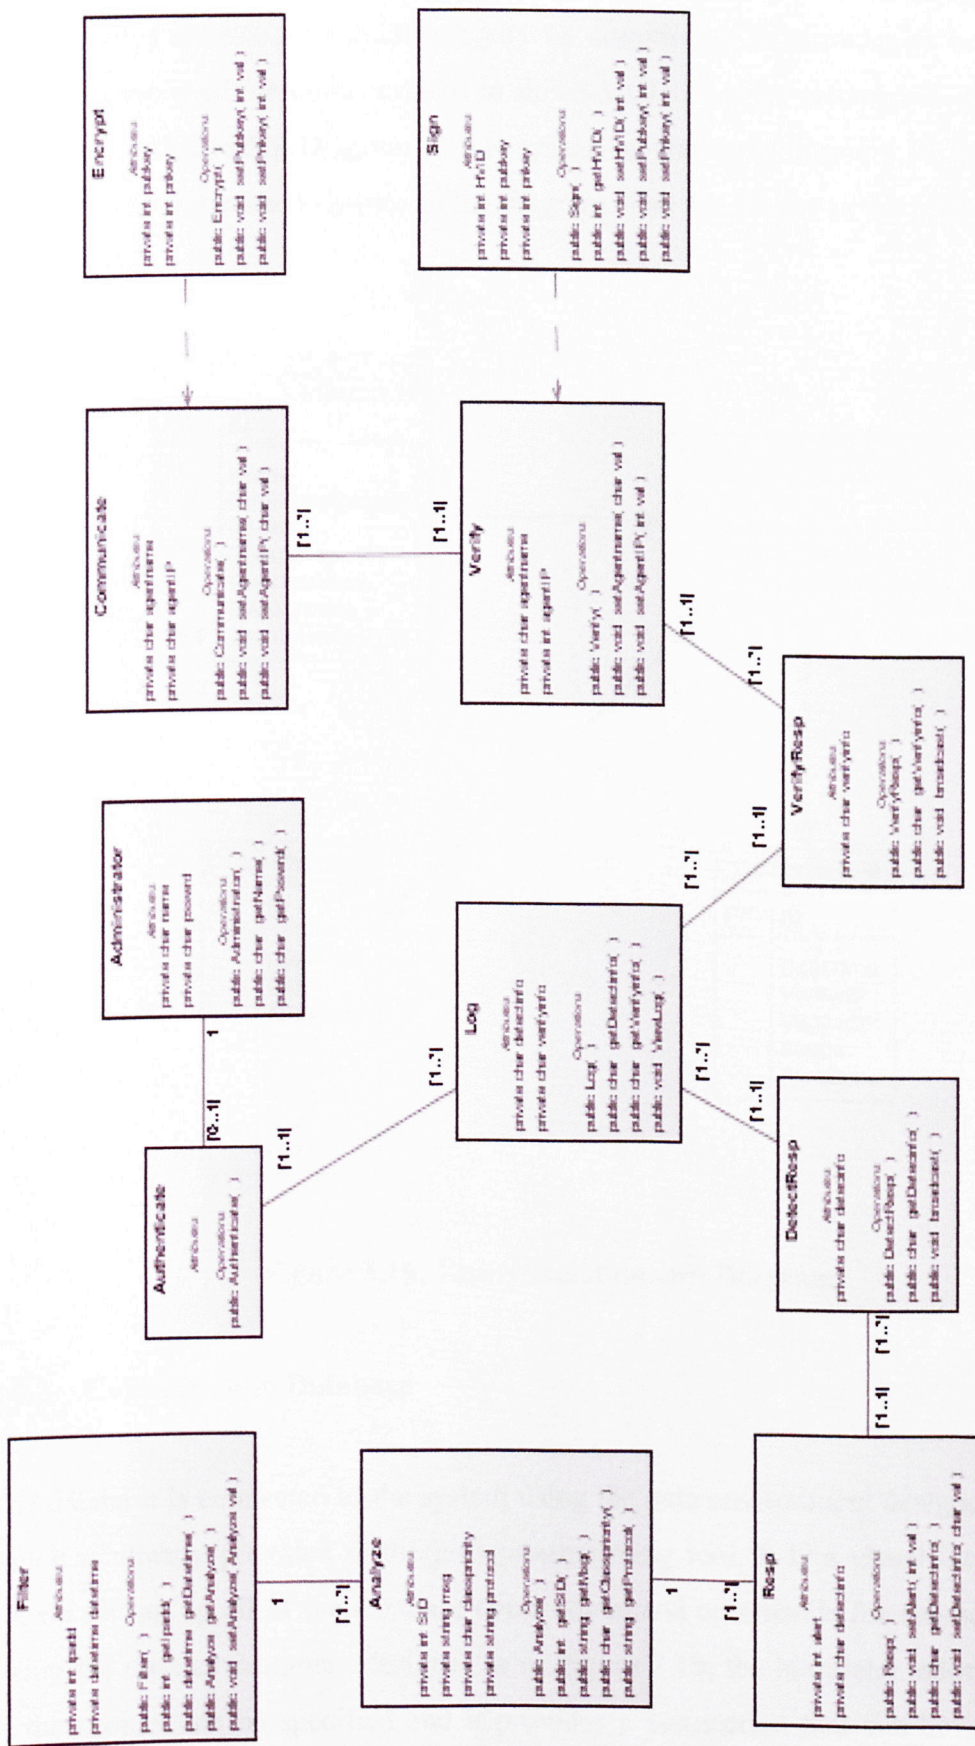 Filter
Attributes
private int ipadd
private datetime datetime
Operations
public Filter( )
public int getIpadd( )
public datetime getDatetime( )
public Analyze getAnalyze( )
public void setAnalyze( Analyze val )
1
[1..*]
Analyze
Attributes
private int SID
private string msg
private char classpriority
private string protocol
Operations
public Analyze( )
public int getSID( )
public string getMsg( )
public char getClasspriority( )
public string getProtocol( )
1
[1..*]
Resp
Attributes
private int alert
private char detectinfo
Operations
public Resp( )
public void setAlert( int val )
public char getDetectinfo( )
public void setDetectinfo( char val )
[1..1]
[1..*]
Authenticate
Attributes
Operations
public Authenticate( )
[0..1]
1
[1..1]
[1..*]
DetectResp
Attributes
private char detectinfo
Operations
public DetectResp( )
public char getDetectinfo( )
public void broadcast( )
[1..1]
[1..*]
Administrator
Attributes
private char name
private char pssword
Operations
public Administration( )
public char getName( )
public char getPssword( )
Log
Attributes
private char detectinfo
private char verifyinfo
Operations
public Log( )
public char getDetectinfo( )
public char getVerifyinfo( )
public void ViewLog( )
[1..*]
[1..1]
VerifyResp
Attributes
private char verifyinfo
Operations
public VerifyResp( )
public char getVerifyinfo( )
public void broadcast( )
[1..*]
[1..1]
Communicate
Attributes
private char agentname
private char agentIP
Operations
public Communicate( )
public void setAgentname( char val )
public void setAgentIP( char val )
[1..*]
[1..1]
Verify
Attributes
private char agentname
private int agentIP
Operations
public Verify( )
public void setAgentname( char val )
public void setAgentIP( int val )
Encrypt
Attributes
private int pubkey
private int prikey
Operations
public Encrypt( )
public void setPubkey( int val )
public void setPrikey( int val )
Sign
Attributes
private int HV1D
private int pubkey
private int prikey
Operations
public Sign( )
public int getHV1D( )
public void setHV1D( int val )
public void setPubkey( int val )
public void setPrikey( int val )